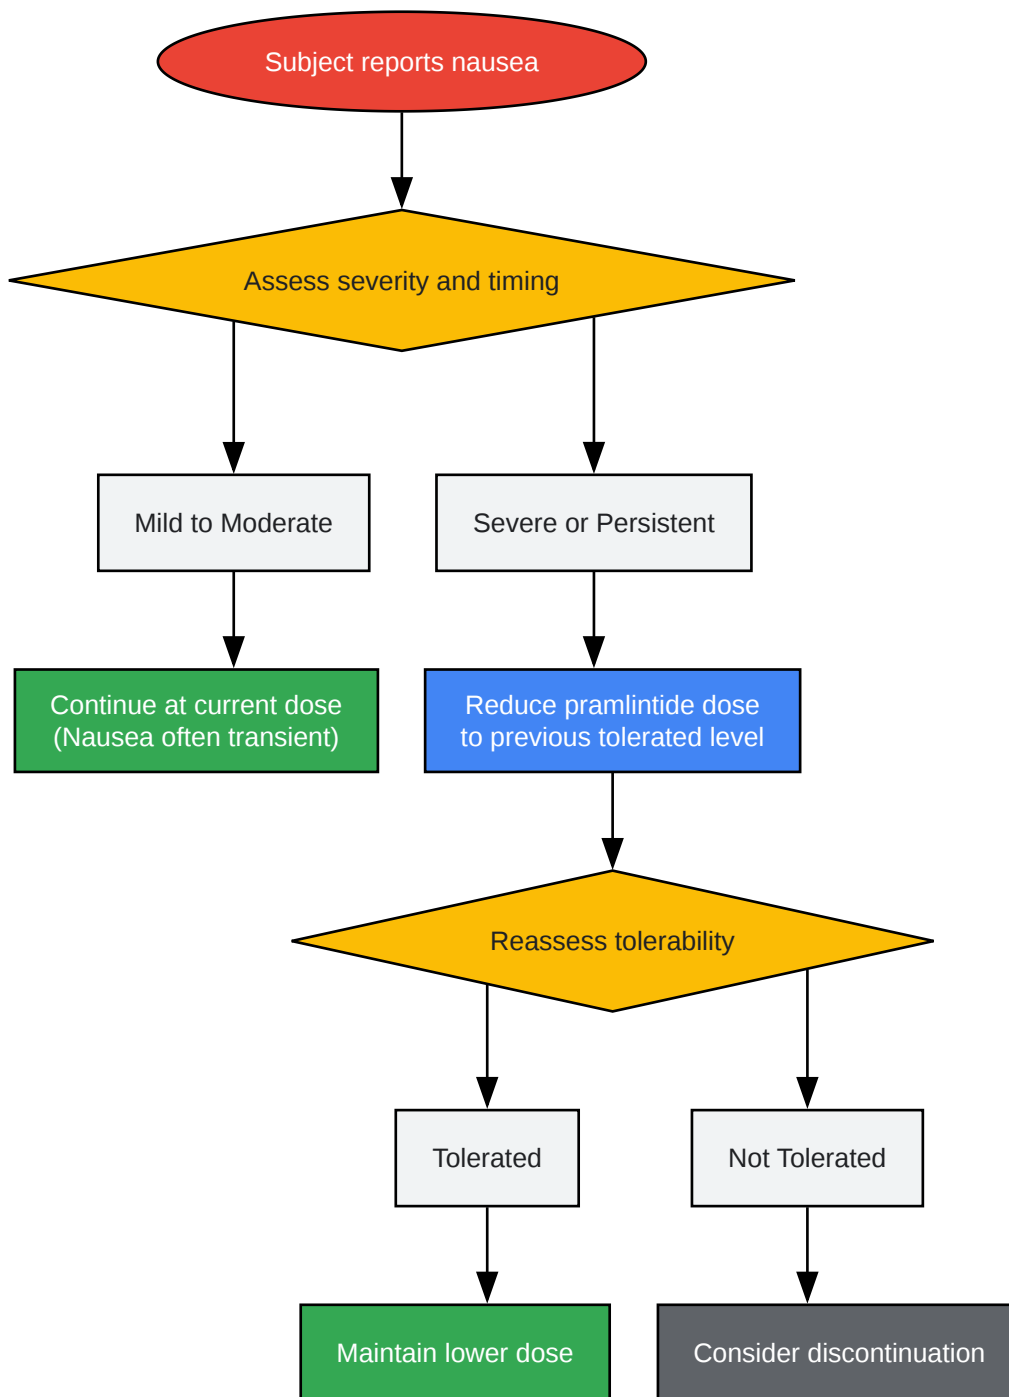 Subject reports nausea
Assess severity and timing
Mild to Moderate
Severe or Persistent
Continue at current dose
(Nausea often transient)
Reduce pramlintide dose
to previous tolerated level
Reassess tolerability
Tolerated
Not Tolerated
Maintain lower dose
Consider discontinuation